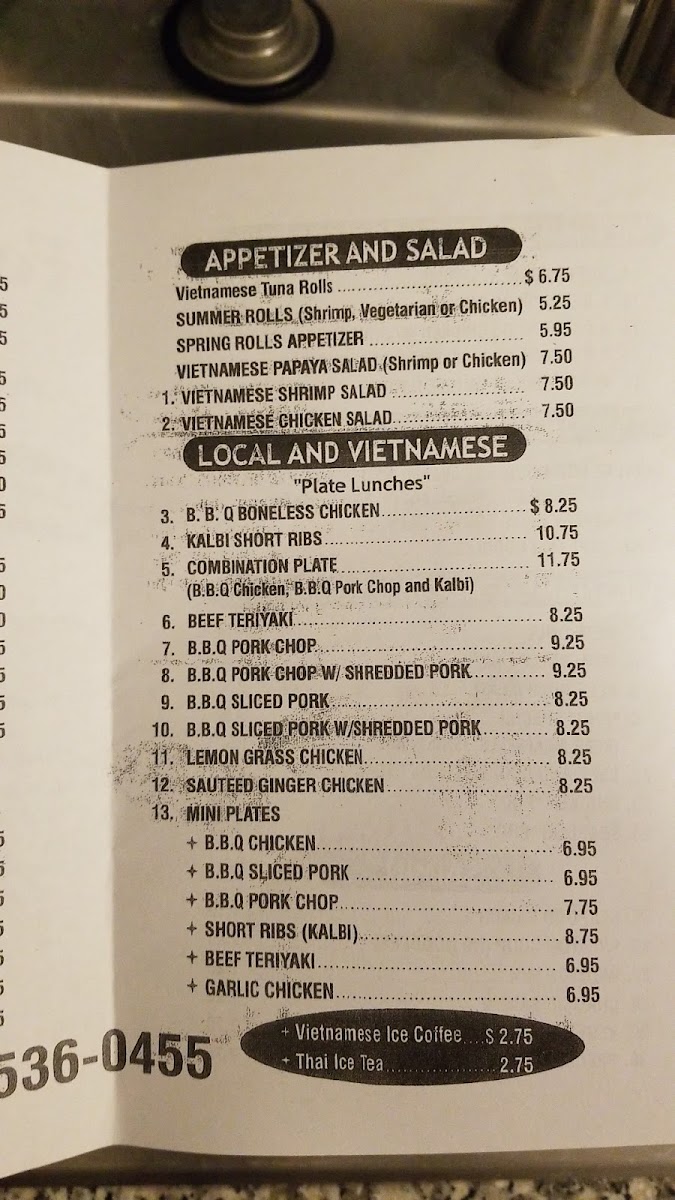 APPETIZER AND SALAD
Vietnamese Tuna Rolls ................................ $ 6.75
SUMMER ROLLS (Shrimp, Vegetarian or Chicken) 5.25
SPRING ROLLS APPETIZER ............................ 5.95
VIETNAMESE PAPAYA SALAD (Shrimp or Chicken) 7.50
1. VIETNAMESE SHRIMP SALAD ........................ 7.50
2. VIETNAMESE CHICKEN SALAD........................ 7.50
LOCAL AND VIETNAMESE
"Plate Lunches"
3. B. B. Q BONELESS CHICKEN........................ $ 8.25
4. KALBI SHORT RIBS................................ 10.75
5. COMBINATION PLATE............................... 11.75
(B.B.Q Chicken, B.B.Q Pork Chop and Kalbi)
6. BEEF TERIYAKI................................... 8.25
7. B.B.Q PORK CHOP................................. 9.25
8. B.B.Q PORK CHOP W/ SHREDDED PORK............ 9.25
9. B.B.Q SLICED PORK............................... 8.25
10. B.B.Q SLICED PORK W/SHREDDED PORK.......... 8.25
11. LEMON GRASS CHICKEN............................ 8.25
12. SAUTEED GINGER CHICKEN........................ 8.25
13. MINI PLATES
+ B.B.Q CHICKEN.................................... 6.95
+ B.B.Q SLICED PORK ............................... 6.95
+ B.B.Q PORK CHOP.................................. 7.75
+ SHORT RIBS (KALBI)............................... 8.75
+ BEEF TERIYAKI.................................... 6.95
+ GARLIC CHICKEN................................... 6.95
+ Vietnamese Ice Coffee....$ 2.75
+ Thai Ice Tea.................... 2.75
536-0455